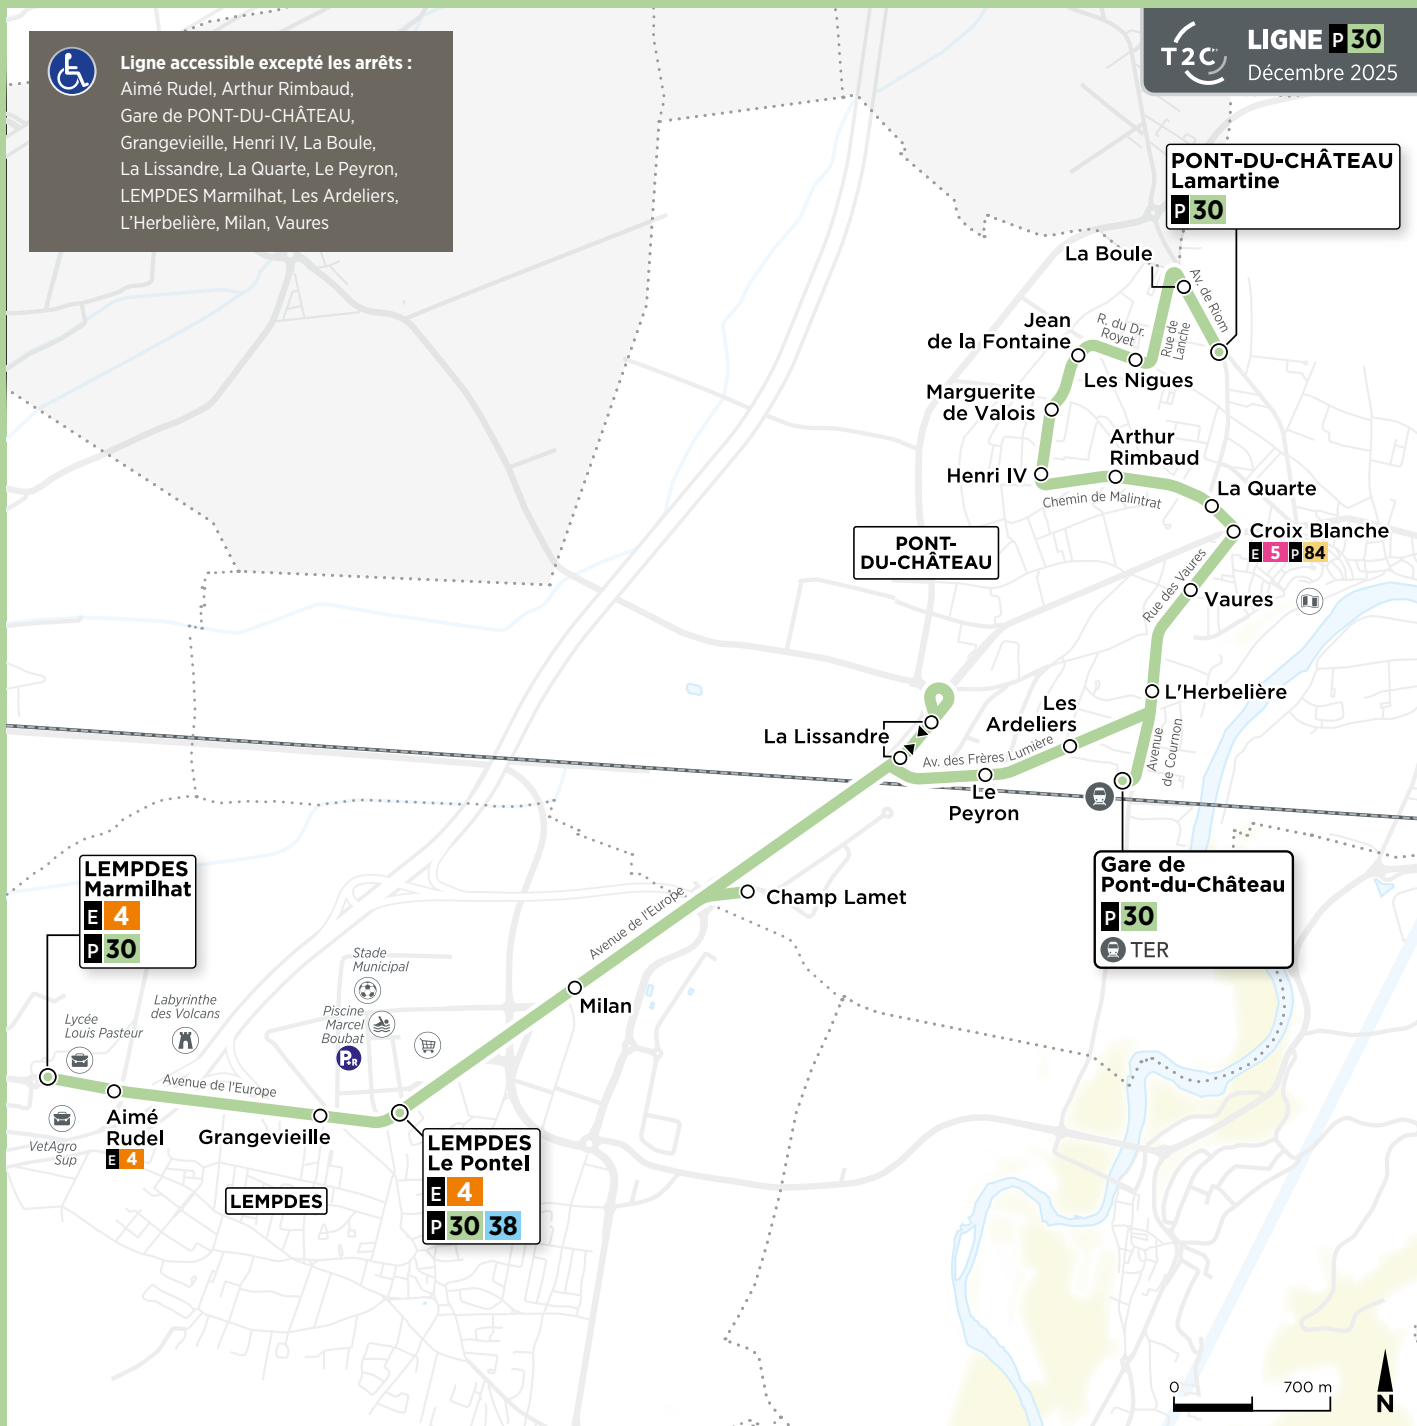 Ligne accessible excepté les arrêts :
Aimé Rudel, Arthur Rimbaud,
Gare de PONT-DU-CHÂTEAU,
Grangevieille, Henri IV, La Boule,
La Lissandre, La Quarte, Le Peyron,
LEMPDES Marmilhat, Les Ardeliers,
L'Herbelière, Milan, Vaures
T2C
LIGNE P 30
Décembre 2025
PONT-DU-CHÂTEAU
Lamartine
P 30
La Boule
Av. de Riom
Jean
de la Fontaine
R. du Dr.
Royet
Rue de
Lanche
Les Nigues
Marguerite
de Valois
Arthur
Rimbaud
Henri IV
Chemin de Malintrat
La Quarte
Croix Blanche
E 5 P 84
PONT-
DU-CHÂTEAU
Rue des Vaures
Vaures
L'Herbelière
Les
Ardeliers
La Lissandre
Av. des Frères Lumière
Avenue
de Cournon
Le
Peyron
Gare de
Pont-du-Château
P 30
TER
Champ Lamet
Avenue de l'Europe
LEMPDES
Marmilhat
E 4
P 30
Stade
Municipal
Milan
Labyrinthe
des Volcans
Piscine
Marcel
Boubat
P+R
Lycée
Louis Pasteur
Avenue de l'Europe
Aimé
Rudel
E 4
Grangevieille
VetAgro
Sup
LEMPDES
Le Pontel
E 4
P 30 38
LEMPDES
0 700 m
N